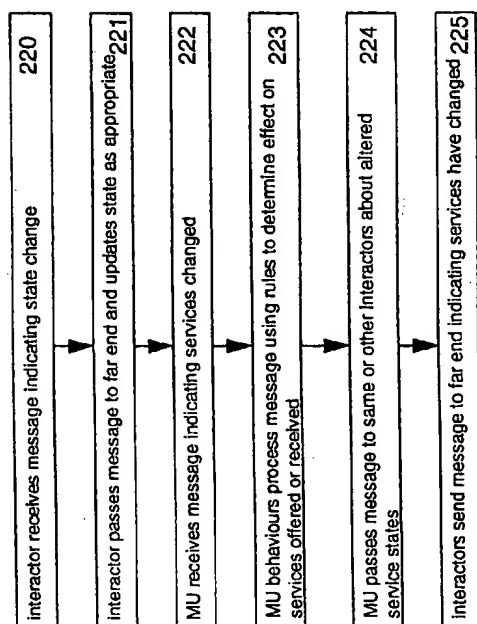 interactor receives message indicating state change 220
interactor passes message to far end and updates state as appropriate 221
MU receives message indicating services changed 222
MU behaviours process message using rules to determine effect on 223
services offered or received
MU passes message to same or other Interactors about altered 224
service states
interactors send message to far end indicating services have changed 225